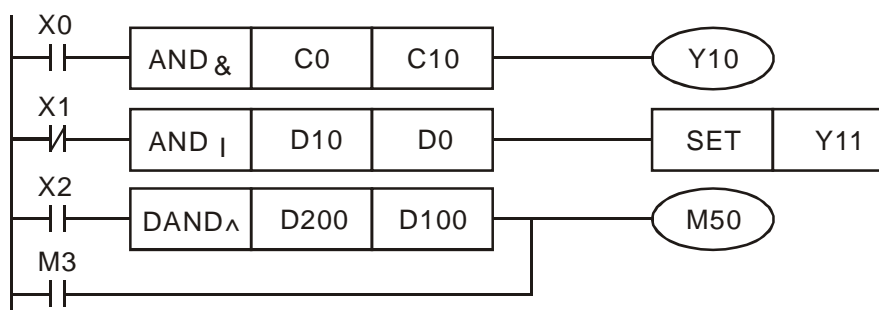 X0
AND & C0 C10 Y10
X1
AND | D10 D0 SET Y11
X2
DAND ^ D200 D100 M50
M3